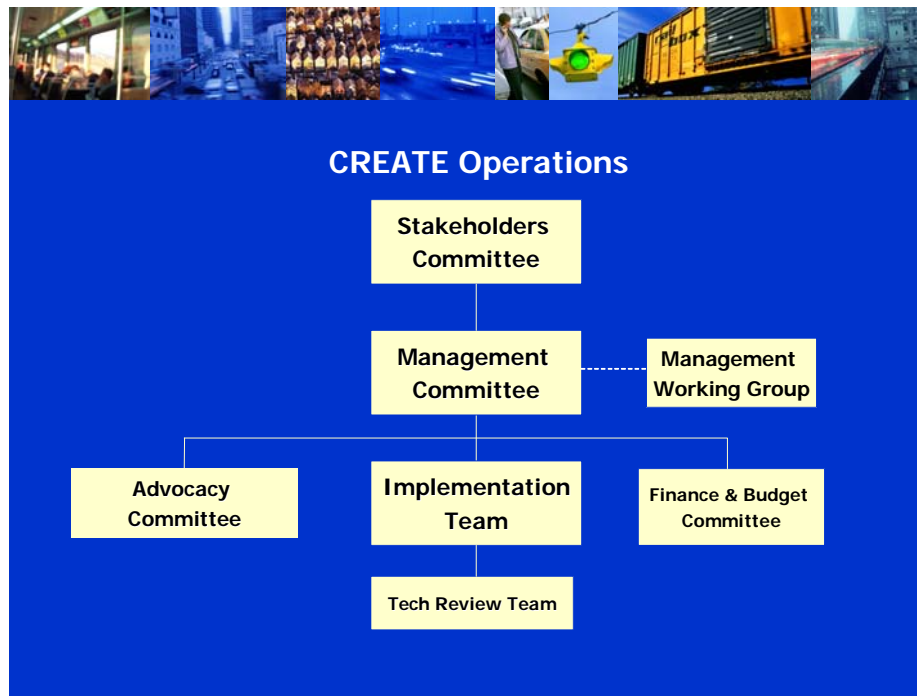 CREATE Operations
Stakeholders
Committee
Management
Committee
Management
Working Group
Advocacy
Committee
Implementation
Team
Finance & Budget
Committee
Tech Review Team